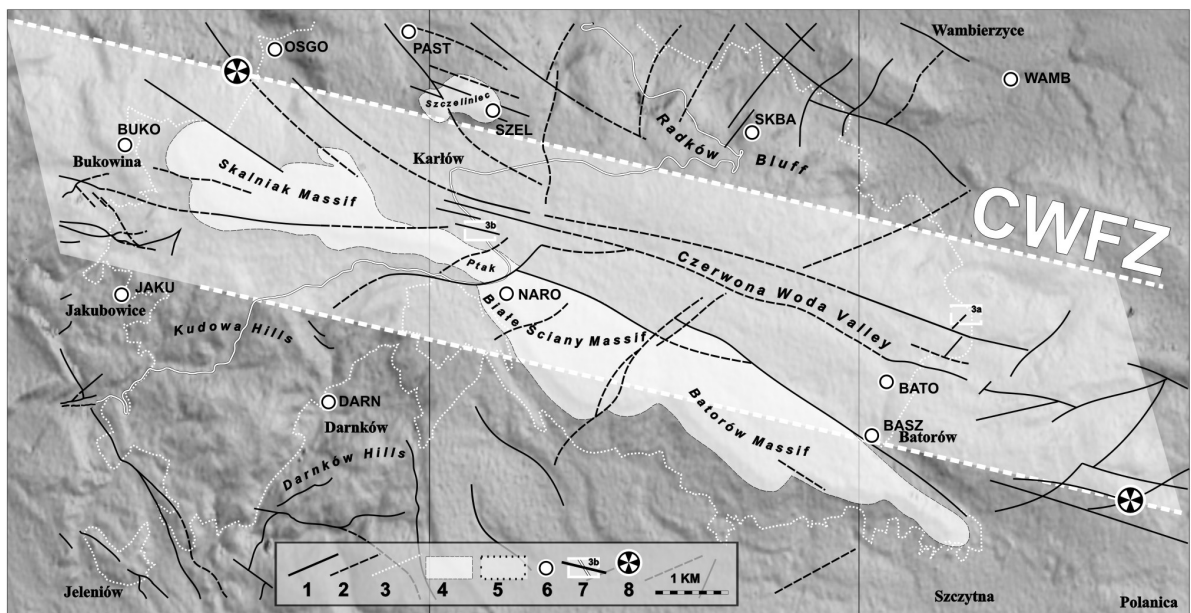 Wambierzyce
OSGO
PAST
WAMB
Szczeliniec
SZEL
SKBA
Radków Bluff
BUKO
Bukowina
Karłów
Skalniak Massif
CWFZ
3b
Ptak
Czerwona Woda Valley
JAKU
Jakubowice
NARO
Kudowa Hills
Białe Ściany Massif
3a
BATO
DARN
Darnków
Batorów Massif
BASZ
Batorów
Darnków Hills
3b
1 KM
1 2 3 4 5 6 7 8
Jeleniów
Szczytna
Polanica